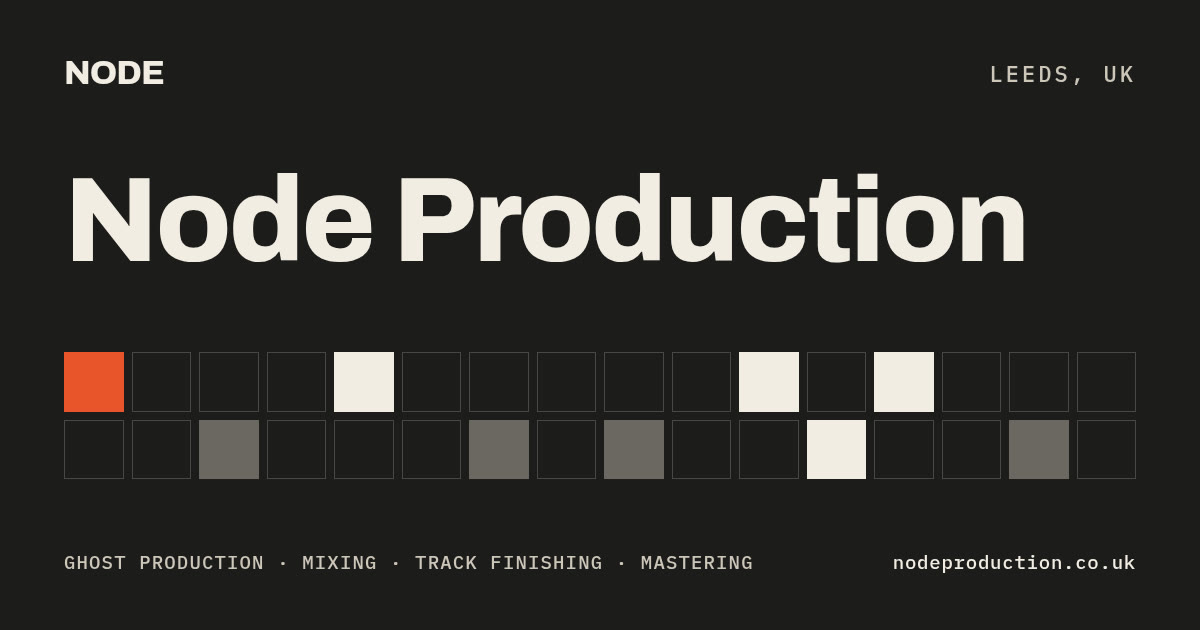 NODE
LEEDS, UK
Node Production
GHOST PRODUCTION · MIXING · TRACK FINISHING · MASTERING
nodeproduction.co.uk